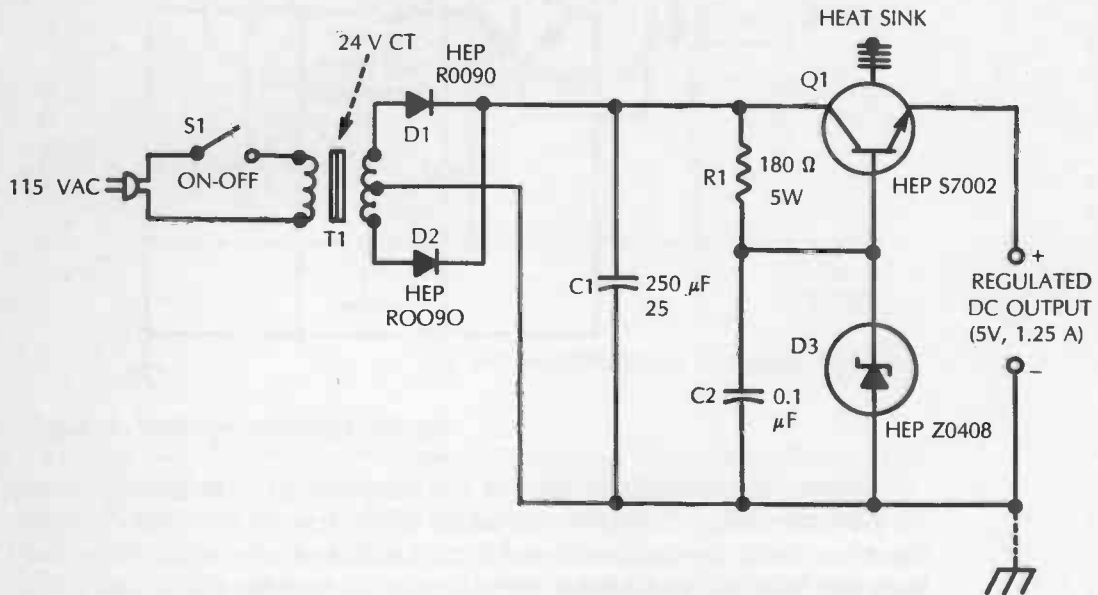 HEAT SINK
24 V CT
HEP
R0090
Q1
D1
S1
115 VAC
ON-OFF
180 Ω
R1
5W
HEP S7002
T1
D2
HEP
R0090
+
C1
250 µF
25
REGULATED
DC OUTPUT
(5V, 1.25 A)
D3
−
C2
0.1
µF
HEP Z0408